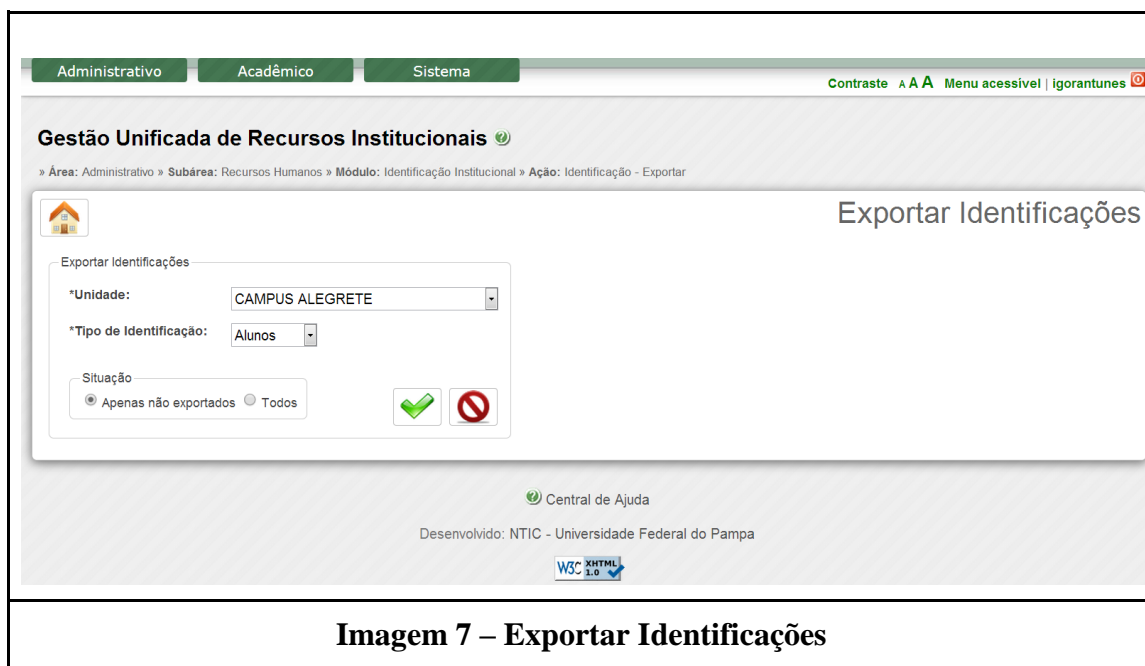 Administrativo Acadêmico Sistema
Contraste A A A Menu acessível | igorantunes
Gestão Unificada de Recursos Institucionais
» Área: Administrativo » Subárea: Recursos Humanos » Módulo: Identificação Institucional » Ação: Identificação - Exportar
Exportar Identificações
Exportar Identificações
*Unidade: CAMPUS ALEGRETE
*Tipo de Identificação: Alunos
Situação
Apenas não exportados Todos
Central de Ajuda
Desenvolvido: NTIC - Universidade Federal do Pampa
W3C XHTML 1.0
Imagem 7 – Exportar Identificações